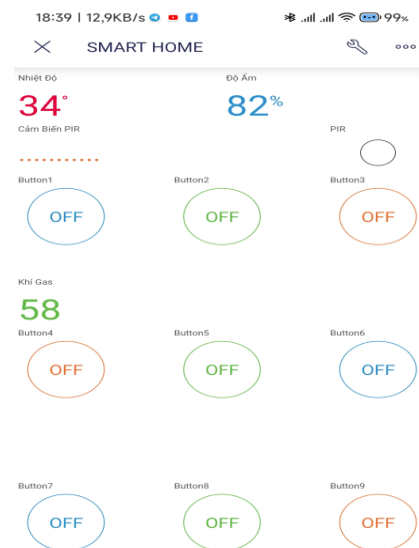 18:39 | 12,9KB/s 99%
SMART HOME
Nhiệt Độ Độ Ẩm
34° 82%
Cảm Biến PIR PIR
...........
Button1 Button2 Button3
OFF OFF OFF
Khí Gas
58
Button4 Button5 Button6
OFF OFF OFF
Button7 Button8 Button9
OFF OFF OFF